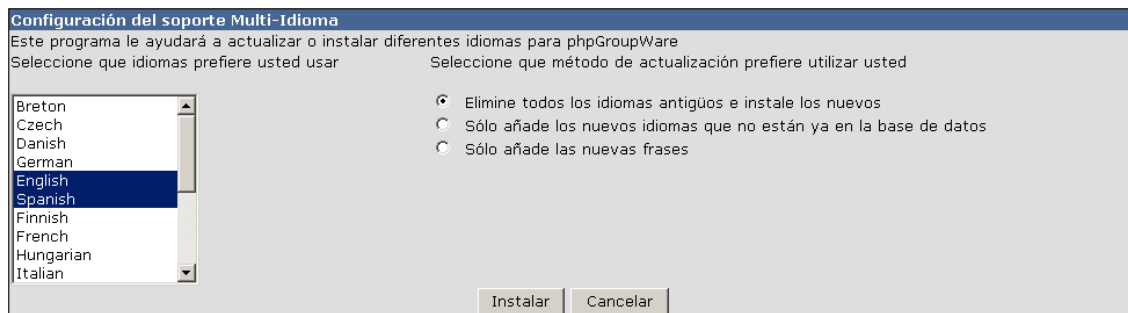 Configuración del soporte Multi-Idioma
Este programa le ayudará a actualizar o instalar diferentes idiomas para phpGroupWare
Seleccione que idiomas prefiere usted usar
Seleccione que método de actualización prefiere utilizar usted
Breton
Czech
Danish
German
English
Spanish
Finnish
French
Hungarian
Italian
Elimine todos los idiomas antigüos e instale los nuevos
Sólo añade los nuevos idiomas que no están ya en la base de datos
Sólo añade las nuevas frases
Instalar
Cancelar